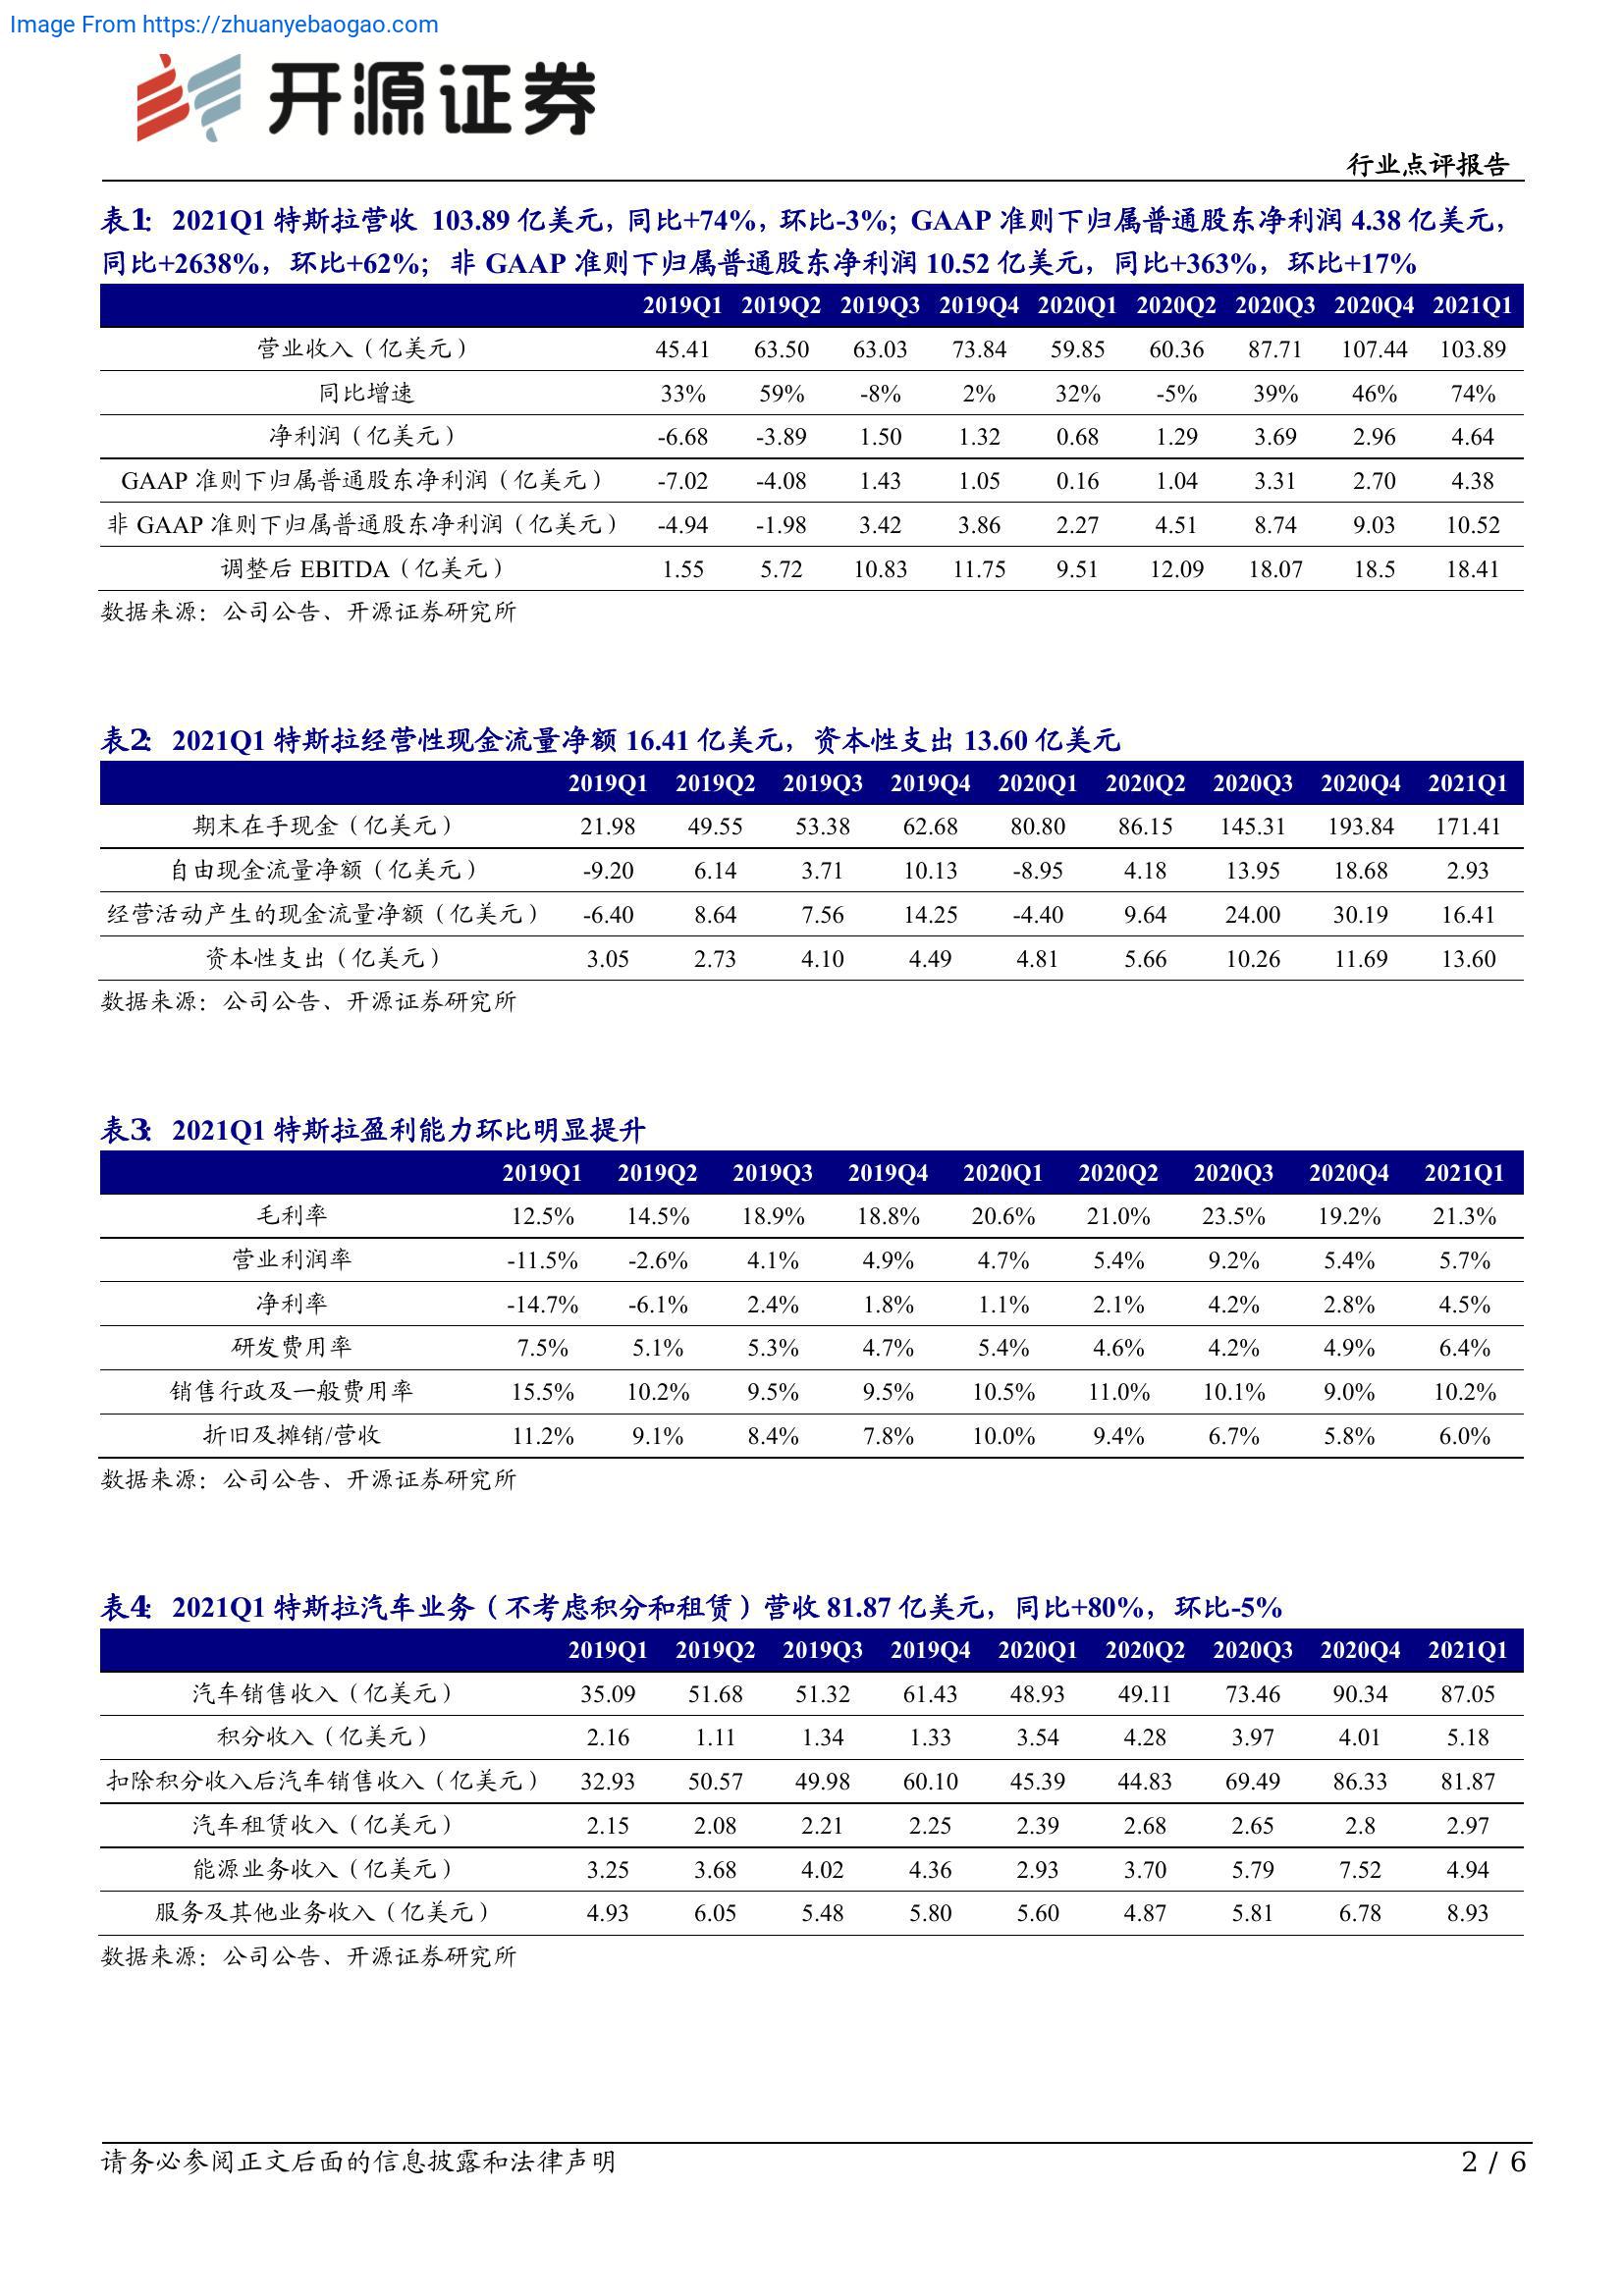 Image From https://zhuanyebaogao.com
开源证券
行业点评报告
表1： 2021Q1 特斯拉营收 103.89 亿美元，同比+74%，环比-3%；GAAP 准则下归属普通股东净利润 4.38 亿美元，
同比+2638%，环比+62%；非 GAAP 准则下归属普通股东净利润 10.52 亿美元，同比+363%，环比+17%
2019Q1 2019Q2 2019Q3 2019Q4 2020Q1 2020Q2 2020Q3 2020Q4 2021Q1
营业收入（亿美元） 45.41 63.50 63.03 73.84 59.85 60.36 87.71 107.44 103.89
同比增速 33% 59% -8% 2% 32% -5% 39% 46% 74%
净利润（亿美元） -6.68 -3.89 1.50 1.32 0.68 1.29 3.69 2.96 4.64
GAAP 准则下归属普通股东净利润（亿美元） -7.02 -4.08 1.43 1.05 0.16 1.04 3.31 2.70 4.38
非 GAAP 准则下归属普通股东净利润（亿美元） -4.94 -1.98 3.42 3.86 2.27 4.51 8.74 9.03 10.52
调整后 EBITDA（亿美元） 1.55 5.72 10.83 11.75 9.51 12.09 18.07 18.5 18.41
数据来源：公司公告、开源证券研究所
表2： 2021Q1 特斯拉经营性现金流量净额 16.41 亿美元，资本性支出 13.60 亿美元
2019Q1 2019Q2 2019Q3 2019Q4 2020Q1 2020Q2 2020Q3 2020Q4 2021Q1
期末在手现金（亿美元） 21.98 49.55 53.38 62.68 80.80 86.15 145.31 193.84 171.41
自由现金流量净额（亿美元） -9.20 6.14 3.71 10.13 -8.95 4.18 13.95 18.68 2.93
经营活动产生的现金流量净额（亿美元） -6.40 8.64 7.56 14.25 -4.40 9.64 24.00 30.19 16.41
资本性支出（亿美元） 3.05 2.73 4.10 4.49 4.81 5.66 10.26 11.69 13.60
数据来源：公司公告、开源证券研究所
表3： 2021Q1 特斯拉盈利能力环比明显提升
2019Q1 2019Q2 2019Q3 2019Q4 2020Q1 2020Q2 2020Q3 2020Q4 2021Q1
毛利率 12.5% 14.5% 18.9% 18.8% 20.6% 21.0% 23.5% 19.2% 21.3%
营业利润率 -11.5% -2.6% 4.1% 4.9% 4.7% 5.4% 9.2% 5.4% 5.7%
净利率 -14.7% -6.1% 2.4% 1.8% 1.1% 2.1% 4.2% 2.8% 4.5%
研发费用率 7.5% 5.1% 5.3% 4.7% 5.4% 4.6% 4.2% 4.9% 6.4%
销售行政及一般费用率 15.5% 10.2% 9.5% 9.5% 10.5% 11.0% 10.1% 9.0% 10.2%
折旧及摊销/营收 11.2% 9.1% 8.4% 7.8% 10.0% 9.4% 6.7% 5.8% 6.0%
数据来源：公司公告、开源证券研究所
表4： 2021Q1 特斯拉汽车业务（不考虑积分和租赁）营收 81.87 亿美元，同比+80%，环比-5%
2019Q1 2019Q2 2019Q3 2019Q4 2020Q1 2020Q2 2020Q3 2020Q4 2021Q1
汽车销售收入（亿美元） 35.09 51.68 51.32 61.43 48.93 49.11 73.46 90.34 87.05
积分收入（亿美元） 2.16 1.11 1.34 1.33 3.54 4.28 3.97 4.01 5.18
扣除积分收入后汽车销售收入（亿美元） 32.93 50.57 49.98 60.10 45.39 44.83 69.49 86.33 81.87
汽车租赁收入（亿美元） 2.15 2.08 2.21 2.25 2.39 2.68 2.65 2.8 2.97
能源业务收入（亿美元） 3.25 3.68 4.02 4.36 2.93 3.70 5.79 7.52 4.94
服务及其他业务收入（亿美元） 4.93 6.05 5.48 5.80 5.60 4.87 5.81 6.78 8.93
数据来源：公司公告、开源证券研究所
请务必参阅正文后面的信息披露和法律声明 2 / 6